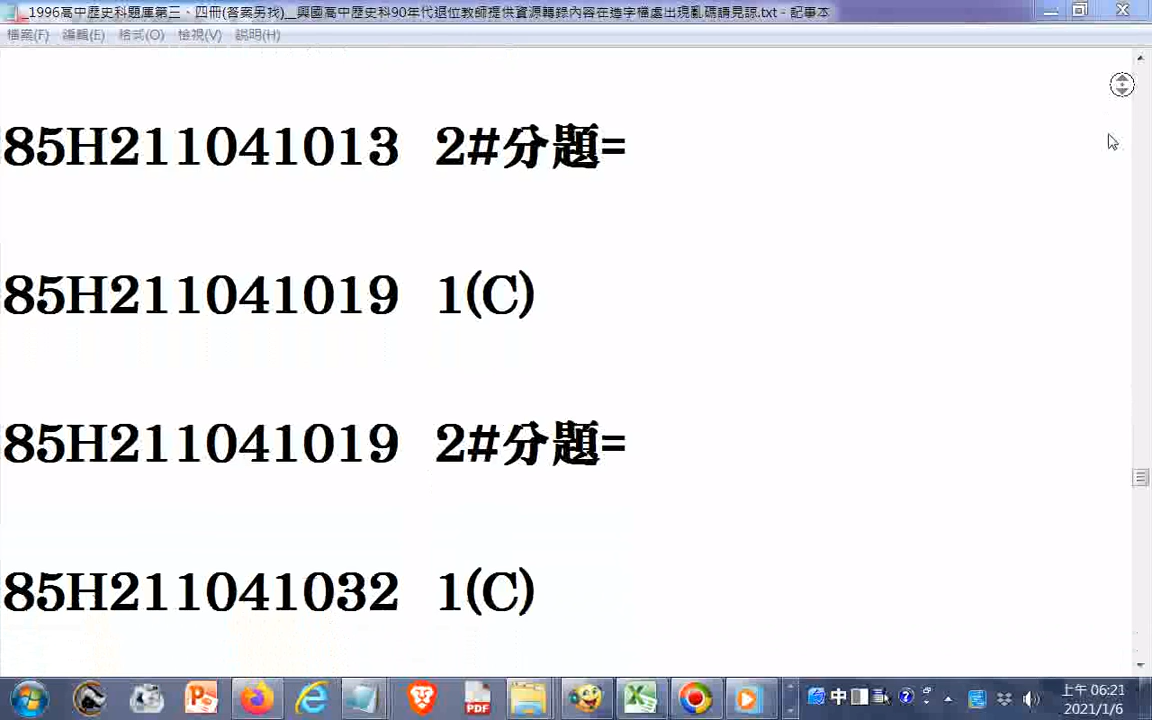 _1996高中歷史科題庫第三、四冊(答案另找)__興國高中歷史科90年代退位教師提供資源轉錄內容在造字檔處出現亂碼請見諒.txt - 記事本
檔案(F) 編輯(E) 格式(O) 檢視(V) 說明(H)
85H211041013 2#分題=
85H211041019 1(C)
85H211041019 2#分題=
85H211041032 1(C)
中
上午 06:21
2021/1/6
PDF